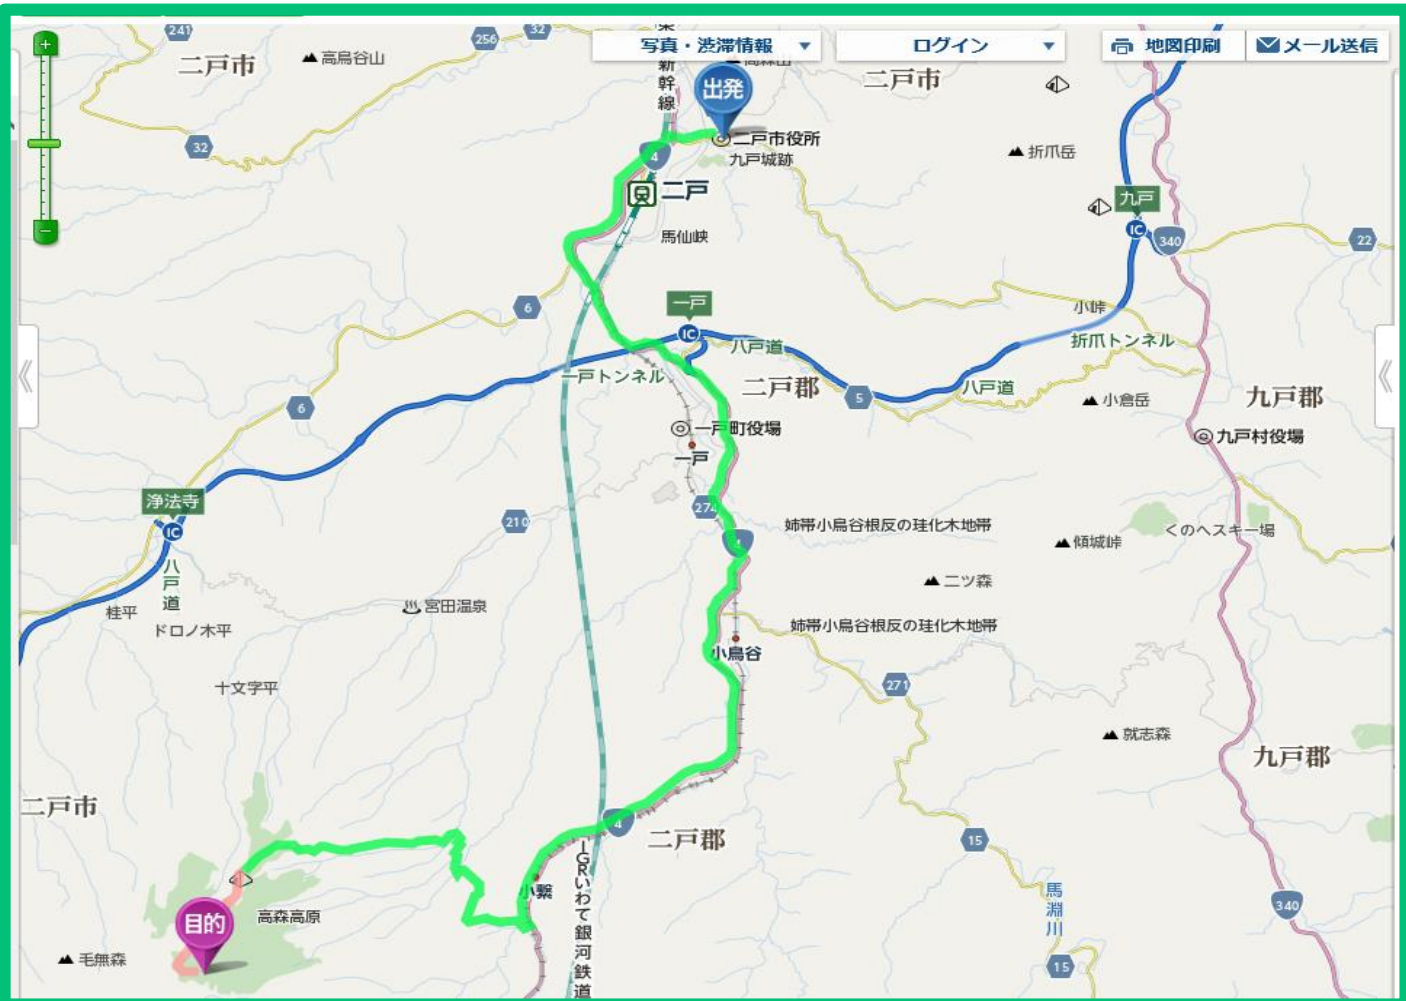 写真・渋滞情報
ログイン
地図印刷
メール送信
241
32
256
二戸市
高鳥谷山
新幹線
二戸市
出発
二戸市役所
九戸城跡
32
4
折爪岳
二戸
九戸
IC
340
22
馬仙峡
6
一戸
IC
八戸道
小峠
折爪トンネル
一戸トンネル
二戸郡
5
八戸道
小倉岳
九戸郡
6
一戸町役場
九戸村役場
一戸
浄法寺
IC
274
210
姉帯小鳥谷根反の珪化木地帯
くのへスキー場
傾城峠
八戸道
二ツ森
桂平
宮田温泉
ドロノ木平
姉帯小鳥谷根反の珪化木地帯
小鳥谷
十文字平
271
就志森
九戸郡
二戸市
4
二戸郡
15
IGRいわて銀河鉄道
小繋
馬淵川
340
高森高原
目的
毛無森
15